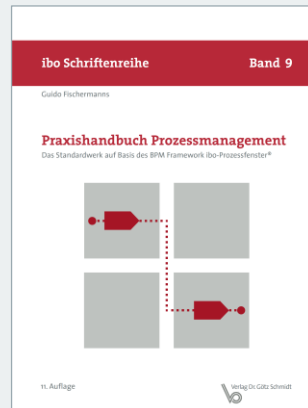 ibo Schriftenreihe Band 9
Guido Fischermanns
Praxishandbuch Prozessmanagement
Das Standardwerk auf Basis des BPM Framework ibo-Prozessfenster®
11. Auflage
Verlag Dr. Götz Schmidt